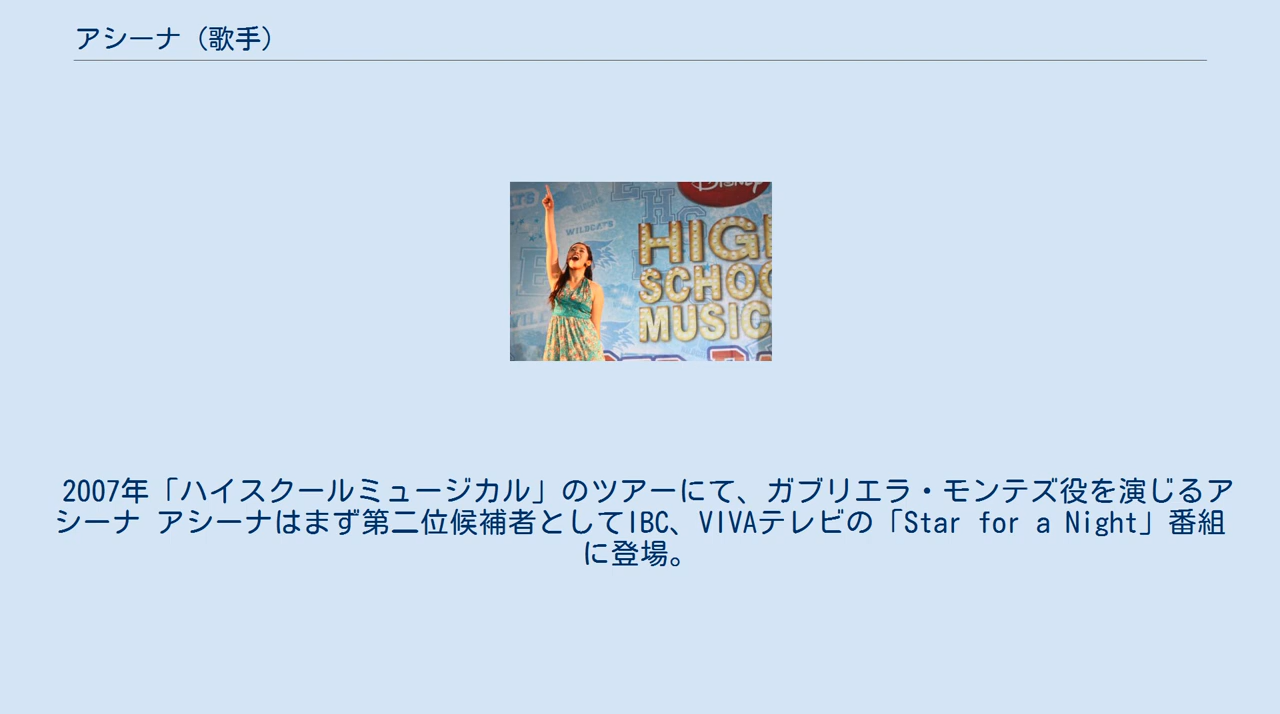 アシーナ（歌手）
WILDCATS
DISNEY
HIG
SCHOO
MUSIC
2007年「ハイスクールミュージカル」のツアーにて、ガブリエラ・モンテズ役を演じるア
シーナ アシーナはまず第二位候補者としてIBC、VIVAテレビの「Star for a Night」番組
に登場。